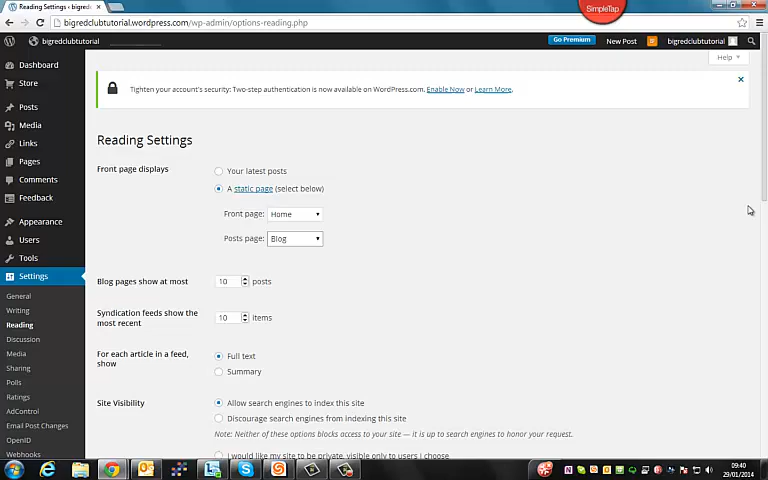 Reading Settings ‹ bigredc
SimpleTap
bigredclubtutorial.wordpress.com/wp-admin/options-reading.php
bigredclubtutorial
Go Premium
New Post
bigredclubtutorial
Help
Dashboard
Store
Posts
Media
Links
Pages
Comments
Feedback
Appearance
Users
Tools
Settings
General
Writing
Reading
Discussion
Media
Sharing
Polls
Ratings
AdControl
Email Post Changes
OpenID
Webhooks
Tighten your account's security: Two-step authentication is now available on WordPress.com. Enable Now or Learn More.
Reading Settings
Front page displays
Your latest posts
A static page (select below)
Front page: Home
Posts page: Blog
Blog pages show at most 10 posts
Syndication feeds show the
most recent
10 items
For each article in a feed,
show
Full text
Summary
Site Visibility
Allow search engines to index this site
Discourage search engines from indexing this site
Note: Neither of these options blocks access to your site — it is up to search engines to honor your request.
I would like my site to be private, visible only to users I choose
09:40
29/01/2014